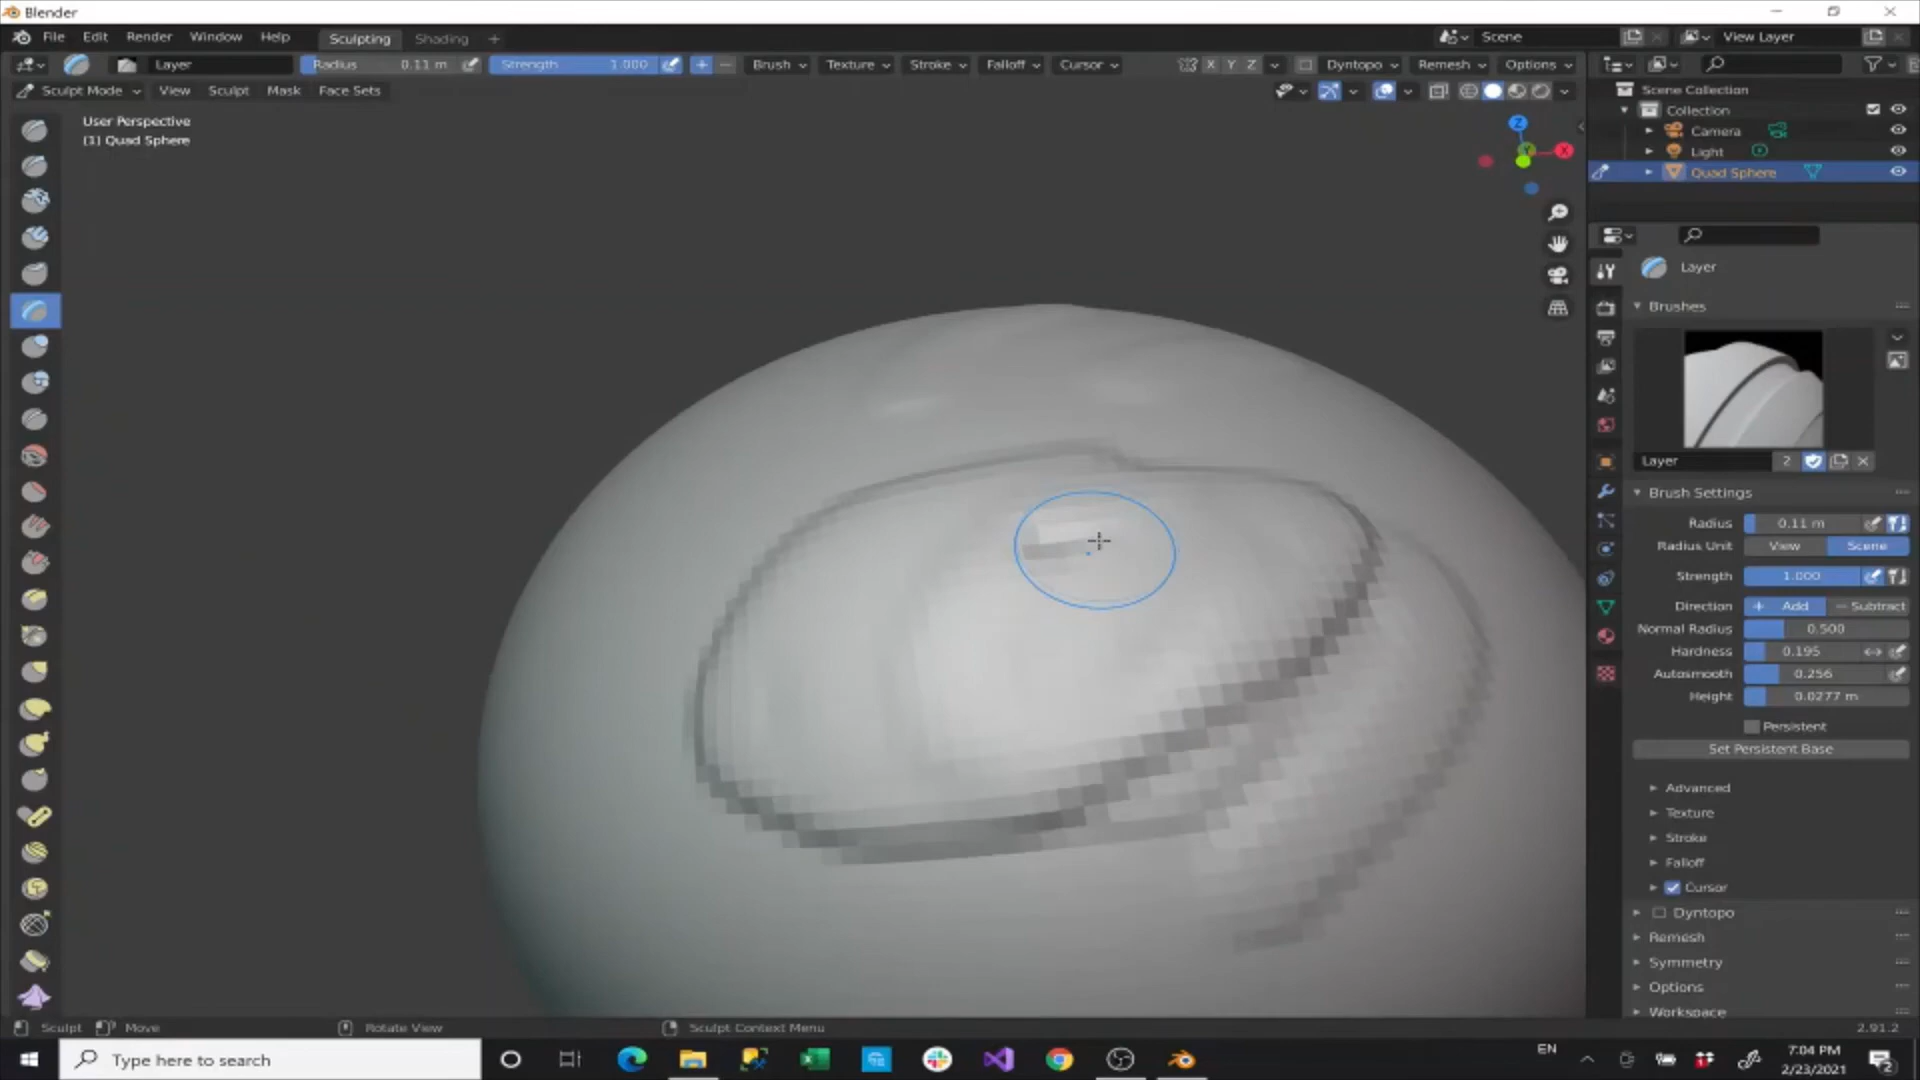 Blender
File Edit Render Window Help Sculpting Shading + Scene View Layer
Layer Radius 0.11 m Strength 1.000 Brush Texture Stroke Falloff Cursor X Y Z Dyntopo Remesh Options
Sculpt Mode View Sculpt Mask Face Sets
User Perspective
(1) Quad Sphere
Z
X
Scene Collection
Collection
Camera
Light
Quad Sphere
Layer
Brushes
Layer 2
Brush Settings
Radius 0.11 m
Radius Unit View Scene
Strength 1.000
Direction + Add − Subtract
Normal Radius 0.500
Hardness 0.195
Autosmooth 0.256
Height 0.0277 m
Persistent
Set Persistent Base
Advanced
Texture
Stroke
Falloff
Cursor
Dyntopo
Remesh
Symmetry
Options
Workspace
Sculpt Move Rotate View Sculpt Context Menu 2.91.2
Type here to search
EN
7:04 PM
2/23/2021
2